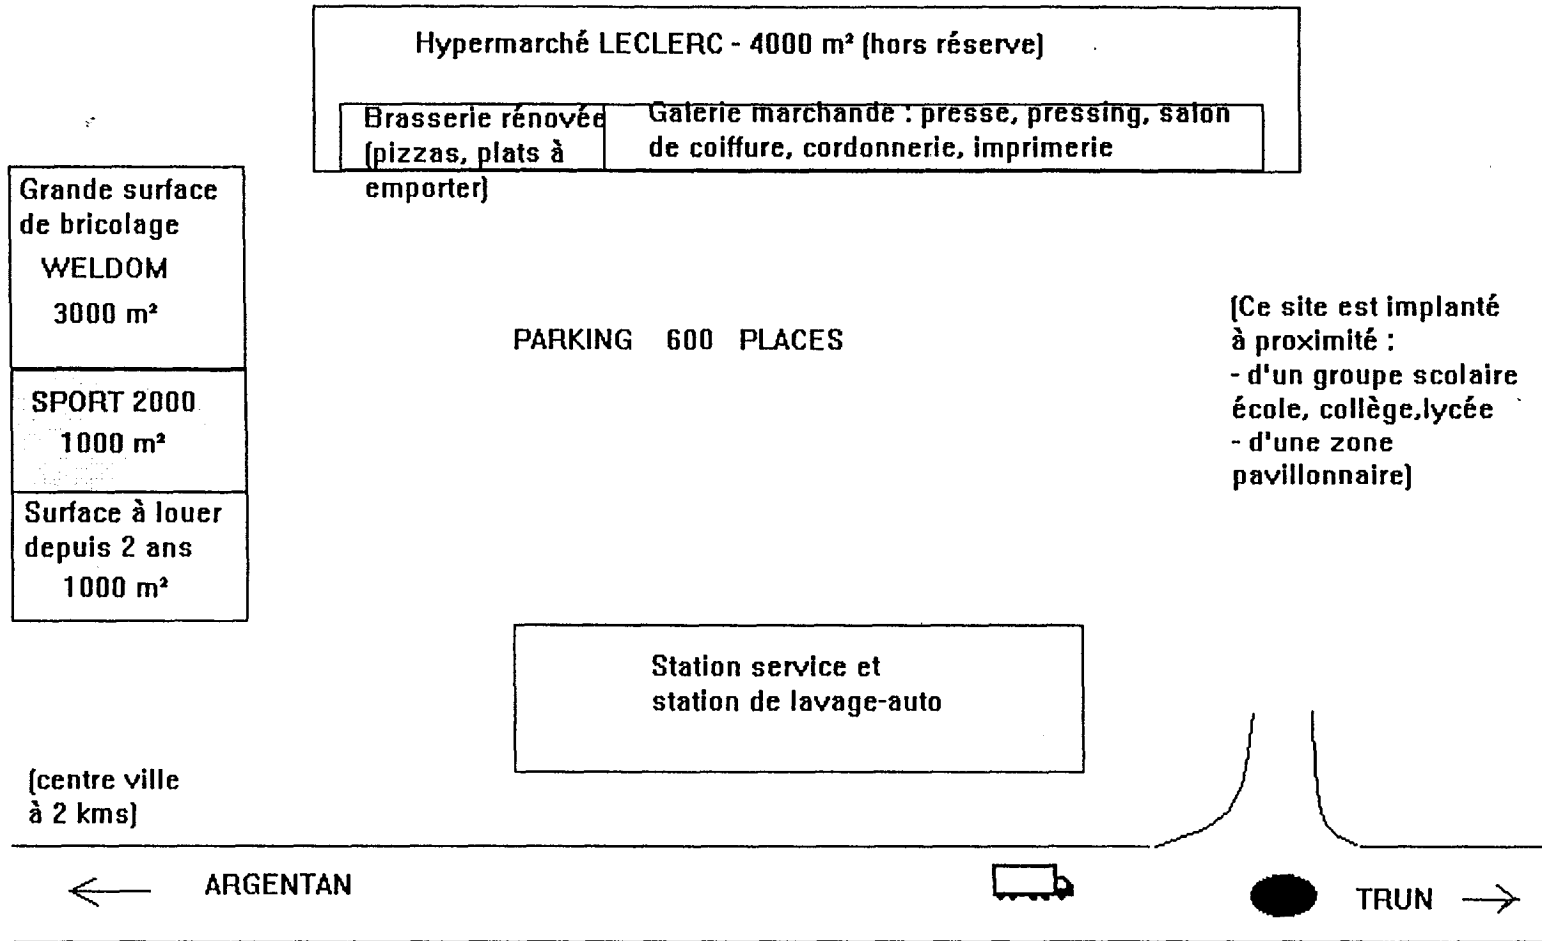 Hypermarché LECLERC - 4000 m² (hors réserve)
Brasserie rénovée
(pizzas, plats à
emporter)
Galerie marchande : presse, pressing, salon
de coiffure, cordonnerie, imprimerie
Grande surface
de bricolage
WELDOM
3000 m²
SPORT 2000
1000 m²
Surface à louer
depuis 2 ans
1000 m²
PARKING 600 PLACES
(Ce site est implanté
à proximité :
- d'un groupe scolaire
école, collège,lycée
- d'une zone
pavillonnaire)
Station service et
station de lavage-auto
(centre ville
à 2 kms)
ARGENTAN
TRUN